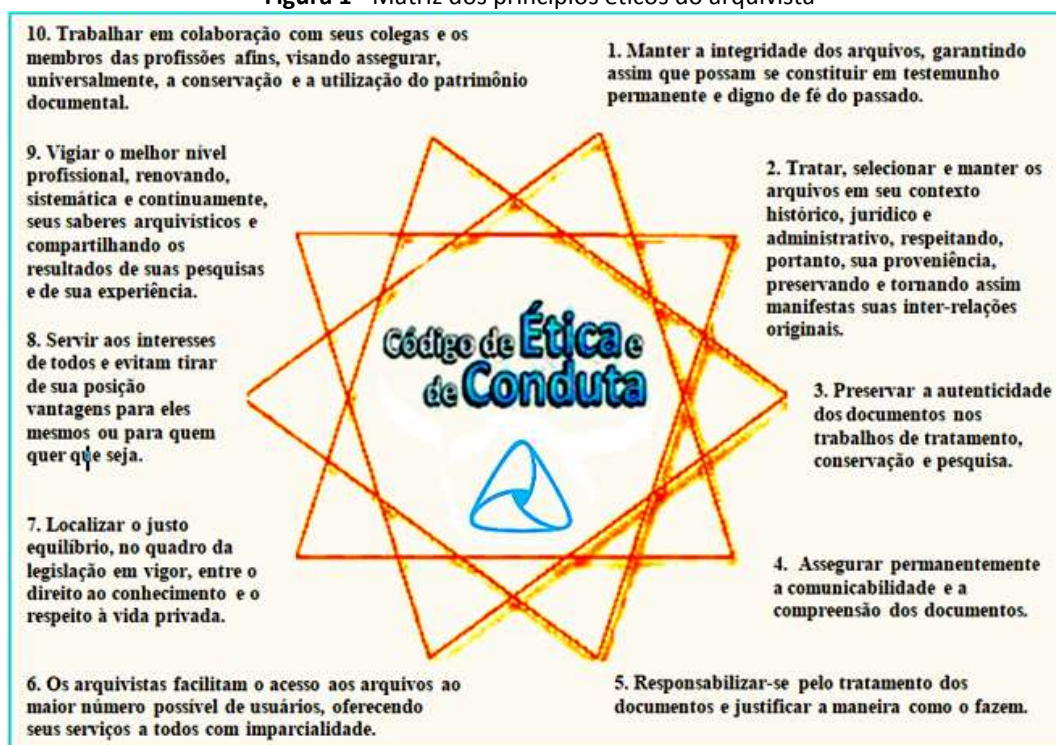 Figura 1 - Matriz dos princípios éticos do arquivista
10. Trabalhar em colaboração com seus colegas e os
membros das profissões afins, visando assegurar,
universalmente, a conservação e a utilização do patrimônio
documental.
1. Manter a integridade dos arquivos, garantindo
assim que possam se constituir em testemunho
permanente e digno de fé do passado.
9. Vigiar o melhor nível
profissional, renovando,
sistemática e continuamente,
seus saberes arquivísticos e
compartilhando os
resultados de suas pesquisas
e de sua experiência.
2. Tratar, selecionar e manter os
arquivos em seu contexto
histórico, jurídico e
administrativo, respeitando,
portanto, sua proveniência,
preservando e tornando assim
manifestas suas inter-relações
originais.
Código de Ética e
de Conduta
8. Servir aos interesses
de todos e evitam tirar
de sua posição
vantagens para eles
mesmos ou para quem
quer que seja.
3. Preservar a autenticidade
dos documentos nos
trabalhos de tratamento,
conservação e pesquisa.
7. Localizar o justo
equilíbrio, no quadro da
legislação em vigor, entre o
direito ao conhecimento e o
respeito à vida privada.
4. Assegurar permanentemente
a comunicabilidade e a
compreensão dos documentos.
6. Os arquivistas facilitam o acesso aos arquivos ao
maior número possível de usuários, oferecendo
seus serviços a todos com imparcialidade.
5. Responsabilizar-se pelo tratamento dos
documentos e justificar a maneira como o fazem.